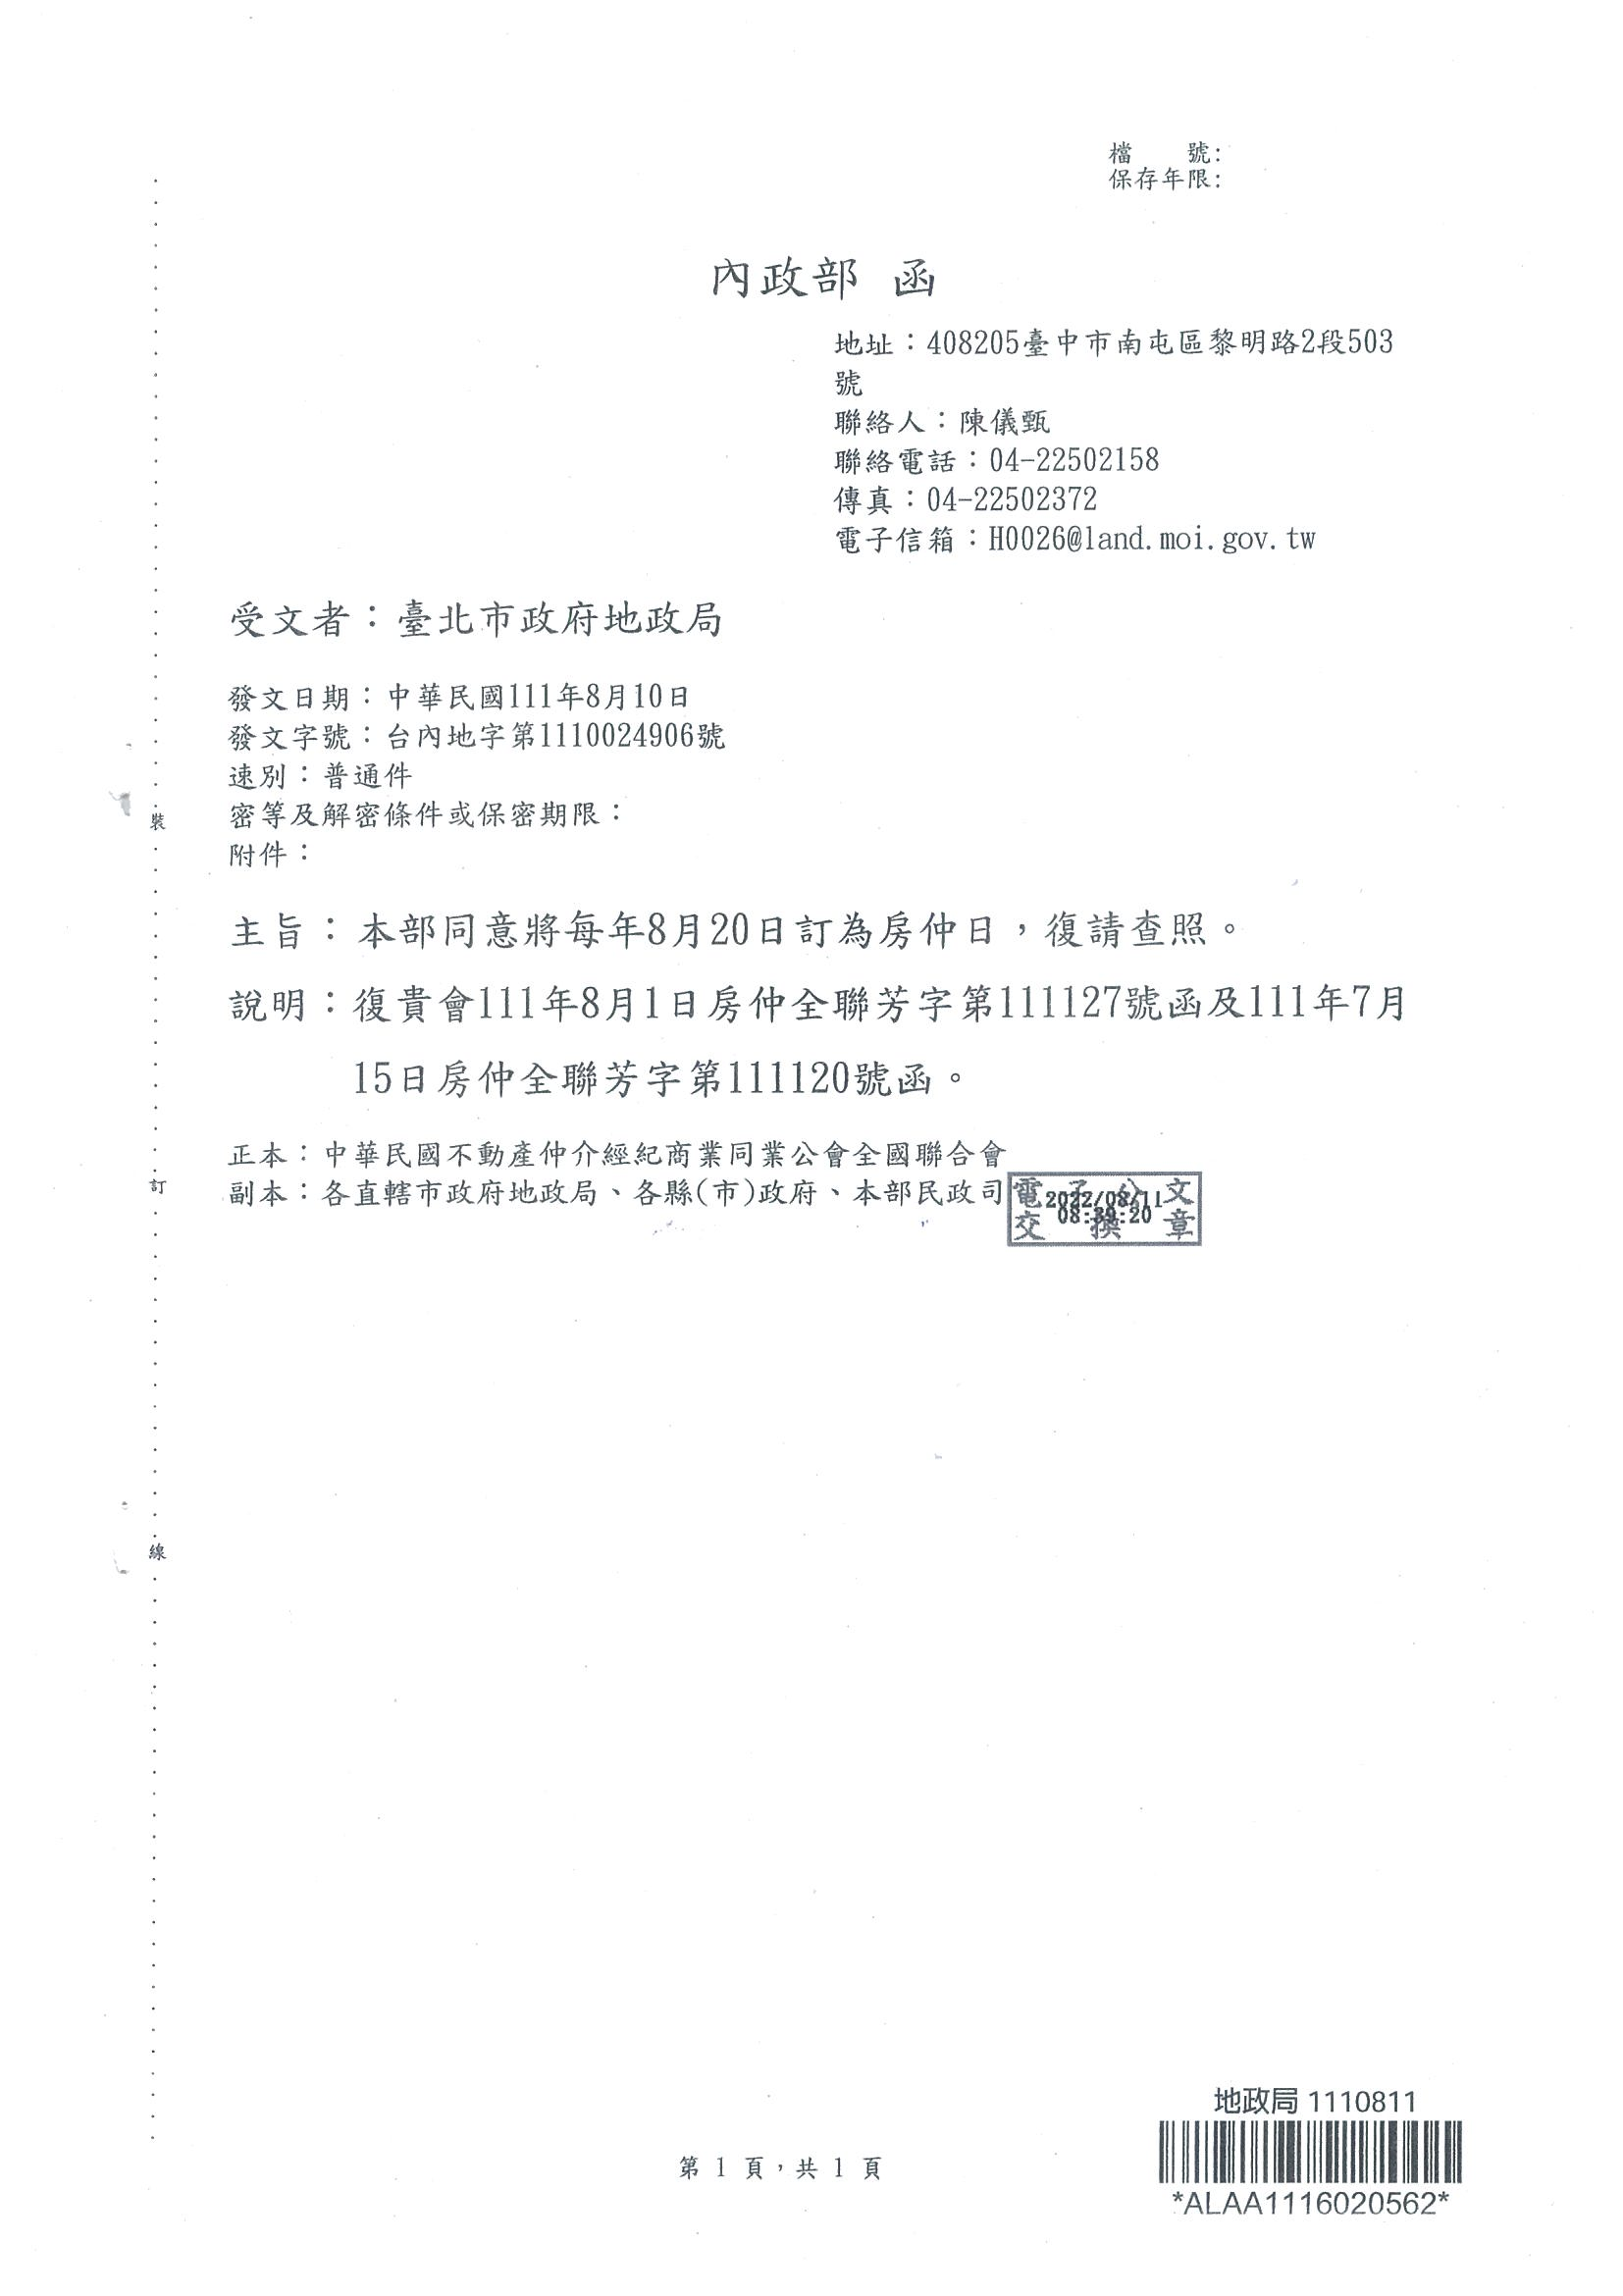 檔　　號:
保存年限:
內政部 函
地址：408205臺中市南屯區黎明路2段503
號
聯絡人：陳儀甄
聯絡電話：04-22502158
傳真：04-22502372
電子信箱：H0026@land.moi.gov.tw
受文者：臺北市政府地政局
發文日期：中華民國111年8月10日
發文字號：台內地字第1110024906號
速別：普通件
密等及解密條件或保密期限：
附件：
主旨：本部同意將每年8月20日訂為房仲日，復請查照。
說明：復貴會111年8月1日房仲全聯芳字第111127號函及111年7月
15日房仲全聯芳字第111120號函。
正本：中華民國不動產仲介經紀商業同業公會全國聯合會
副本：各直轄市政府地政局、各縣(市)政府、本部民政司
電子公文
交換章
2022/08/11
08:39:20
裝
訂
線
第 1 頁，共 1 頁
地政局 1110811
*ALAA1116020562*